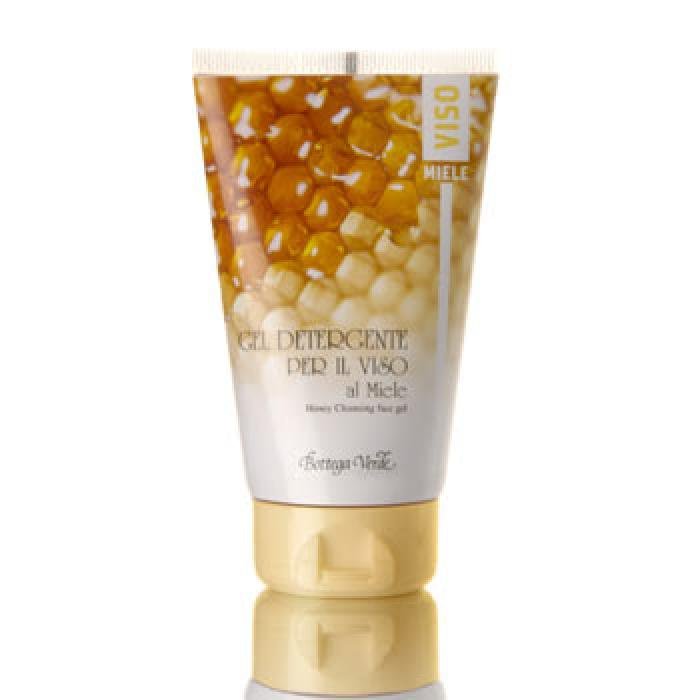 VISO
MIELE
GEL DETERGENTE
PER IL VISO
al Miele
Honey Cleansing face gel
Bottega Verde